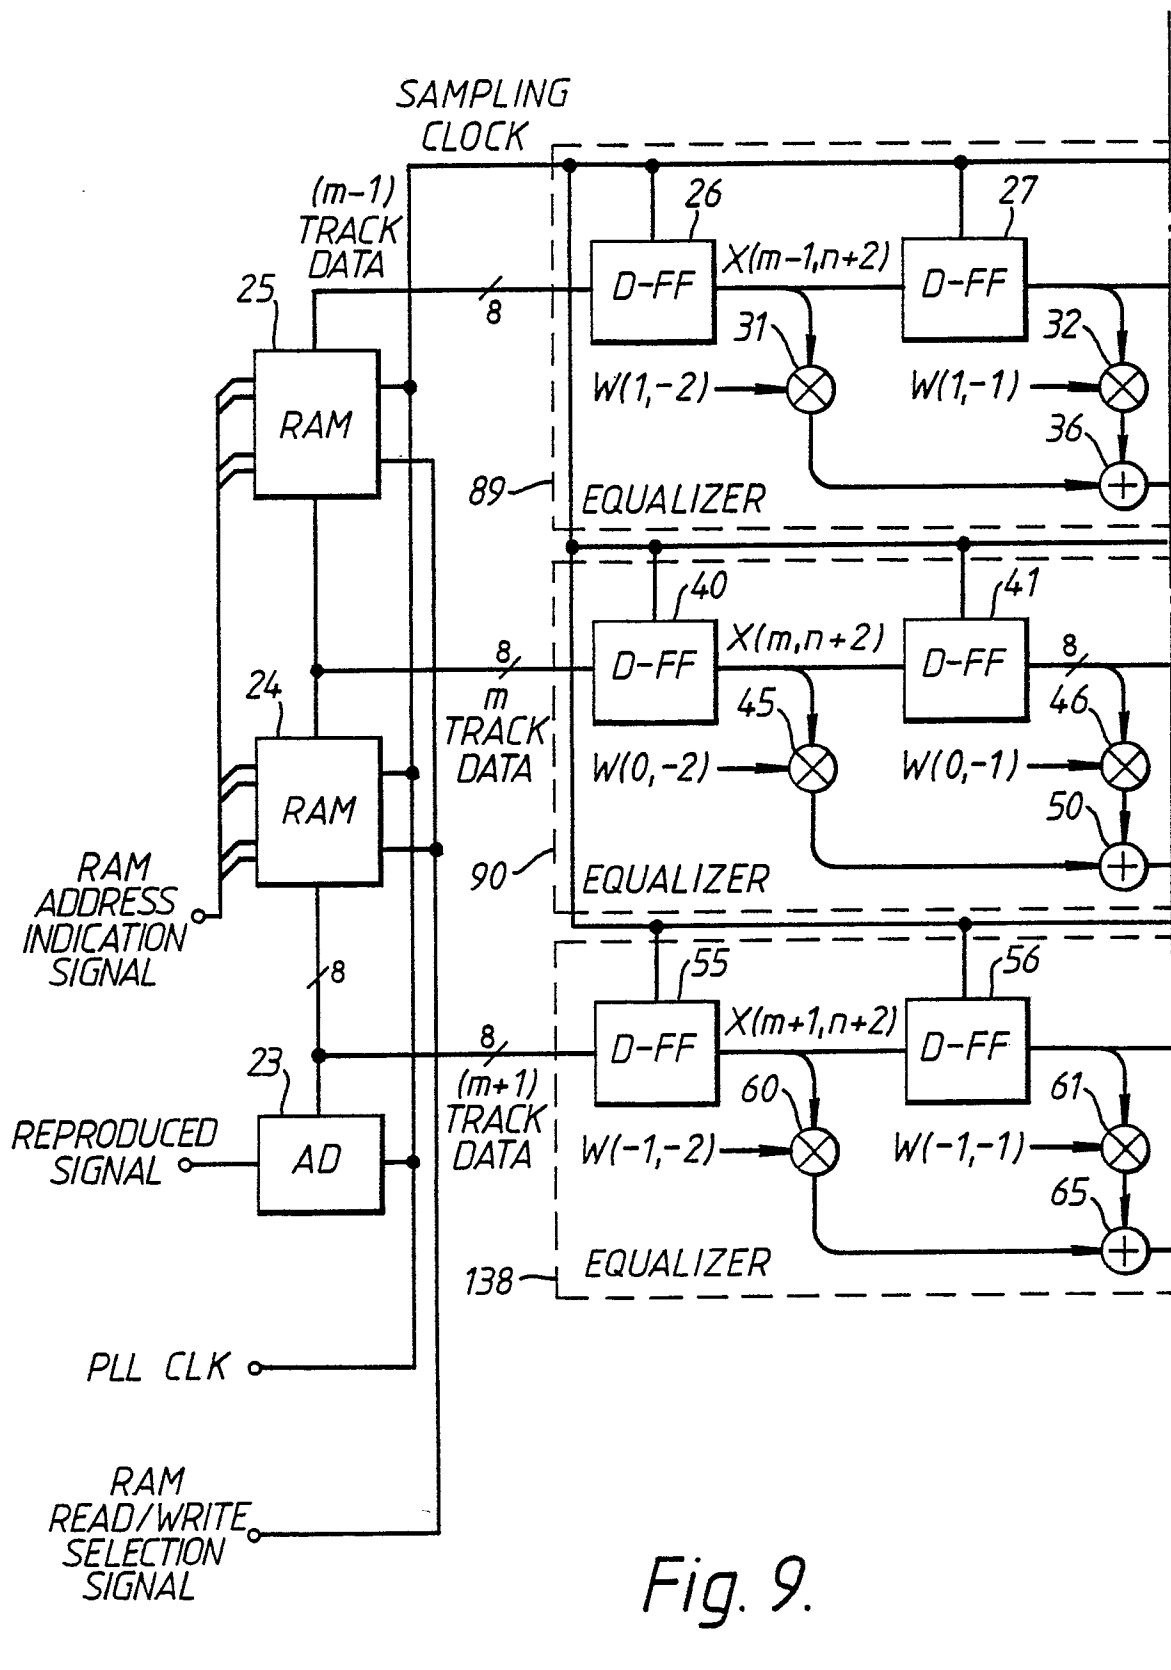 SAMPLING
CLOCK
(m-1)
TRACK
DATA
25
8
26
27
D-FF
X(m-1,n+2)
D-FF
31
32
W(1,-2)
W(1,-1)
36
RAM
89
EQUALIZER
40
41
D-FF
X(m,n+2)
D-FF
8
8
m
TRACK
DATA
24
45
46
W(0,-2)
W(0,-1)
50
RAM
90
EQUALIZER
RAM
ADDRESS
INDICATION
SIGNAL
8
55
56
D-FF
X(m+1,n+2)
D-FF
8
(m+1)
TRACK
DATA
23
60
61
REPRODUCED
SIGNAL
AD
W(-1,-2)
W(-1,-1)
65
138
EQUALIZER
PLL CLK
RAM
READ/WRITE
SELECTION
SIGNAL
Fig. 9.